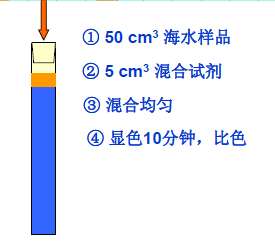 ① 50 cm³ 海水样品
② 5 cm³ 混合试剂
③ 混合均匀
④ 显色10分钟，比色